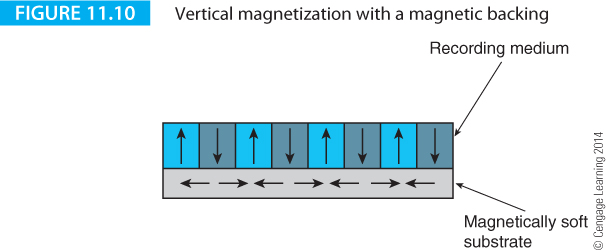 FIGURE 11.10
Vertical magnetization with a magnetic backing
Recording medium
Magnetically soft
substrate
© Cengage Learning 2014